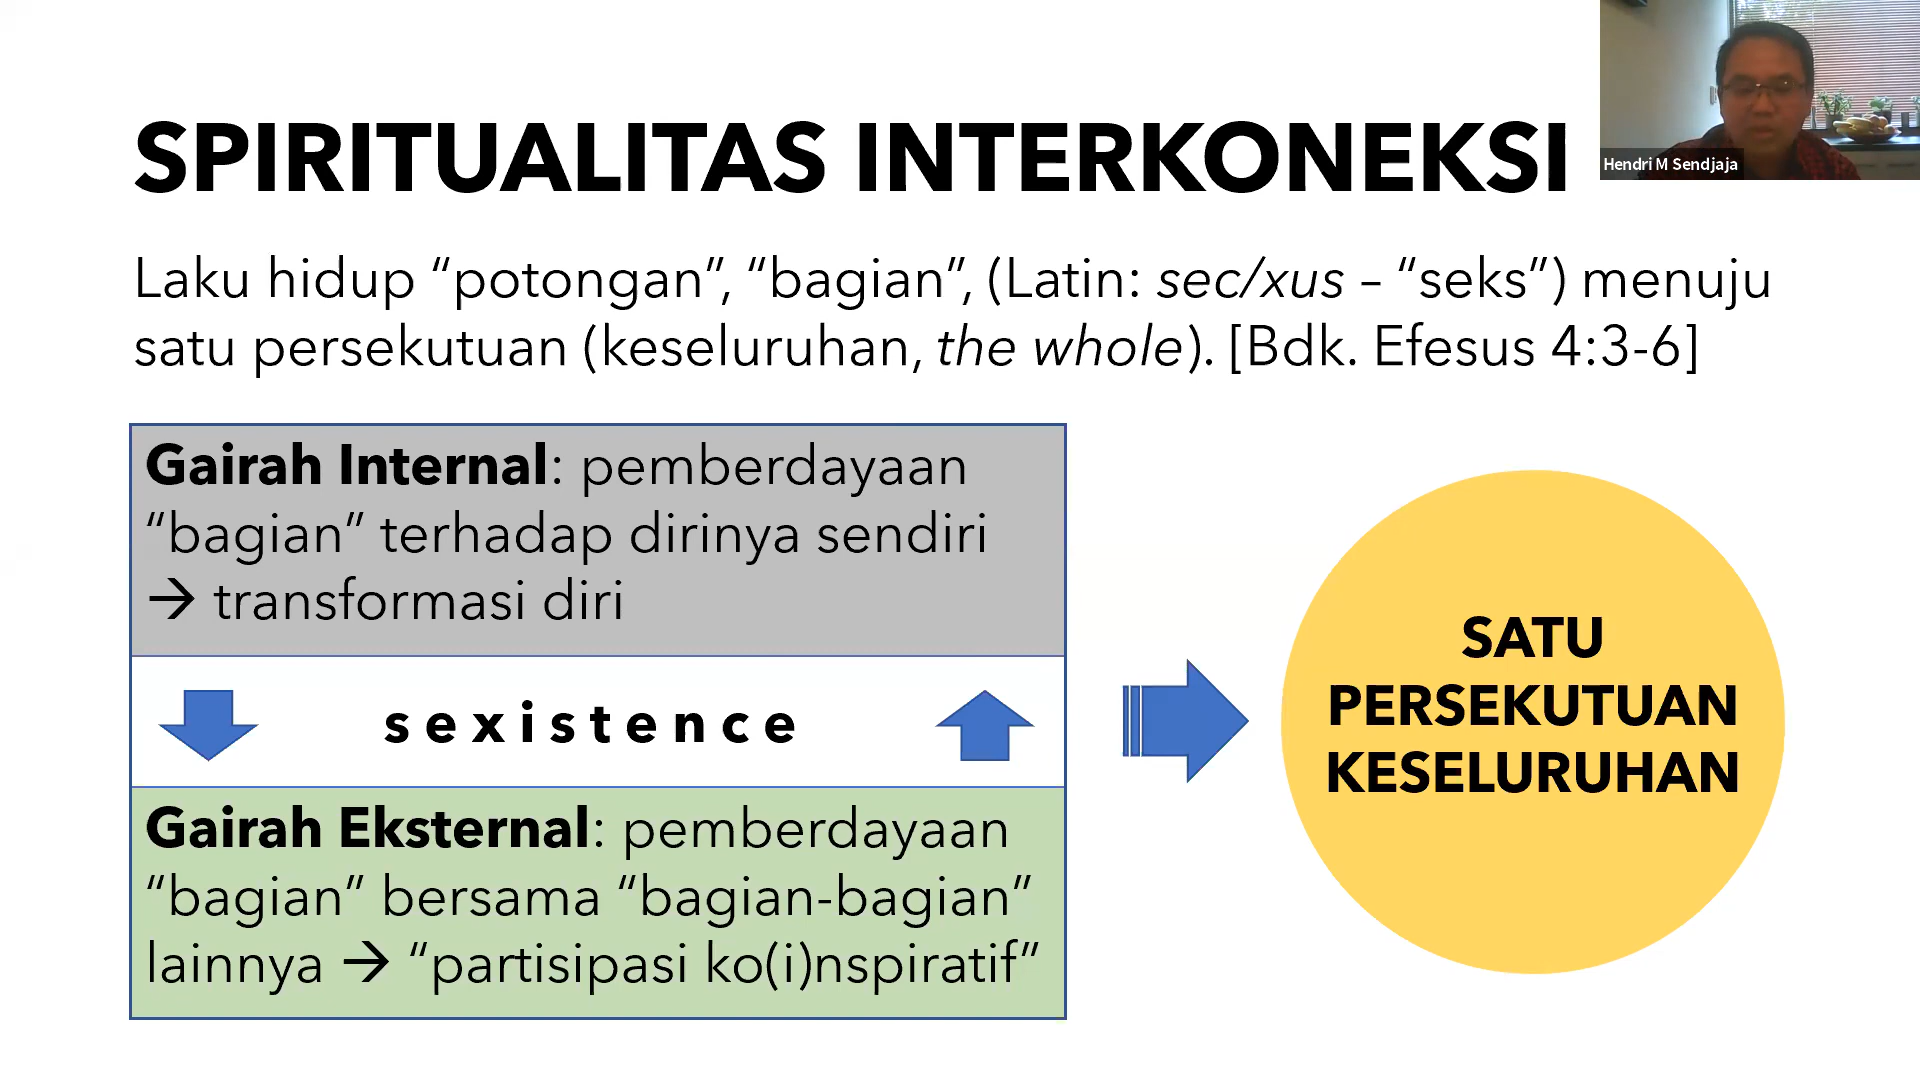 SPIRITUALITAS INTERKONEKSI
Hendri M Sendjaja
Laku hidup “potongan”, “bagian”, (Latin: sec/xus – “seks”) menuju
satu persekutuan (keseluruhan, the whole). [Bdk. Efesus 4:3-6]
Gairah Internal: pemberdayaan
“bagian” terhadap dirinya sendiri
→ transformasi diri
sexistence
Gairah Eksternal: pemberdayaan
“bagian” bersama “bagian-bagian”
lainnya → “partisipasi ko(i)nspiratif”
SATU
PERSEKUTUAN
KESELURUHAN